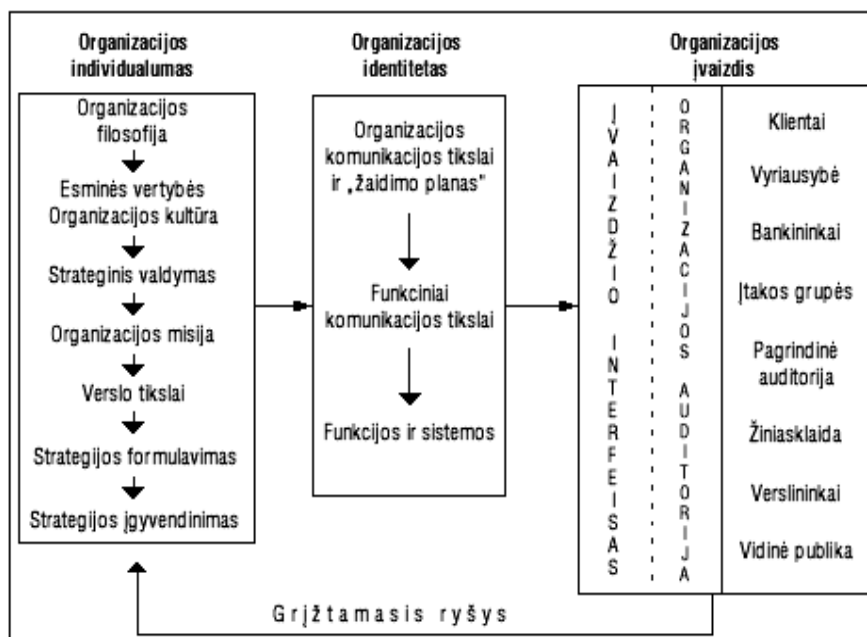 Organizacijos
individualumas
Organizacijos
filosofija
Esminės vertybės
Organizacijos kultūra
Strateginis valdymas
Organizacijos misija
Verslo tikslai
Strategijos formulavimas
Strategijos įgyvendinimas
Organizacijos
identitetas
Organizacijos
komunikacijos tikslai
ir „žaidimo planas"
Funkciniai
komunikacijos tikslai
Funkcijos ir sistemos
Organizacijos
įvaizdis
ĮVAIZDŽIO INTERFEISAS
ORGANIZACIJOS AUDITORIJA
Klientai
Vyriausybė
Bankininkai
Įtakos grupės
Pagrindinė
auditorija
Žiniasklaida
Verslininkai
Vidinė publika
Grįžtamasis ryšys